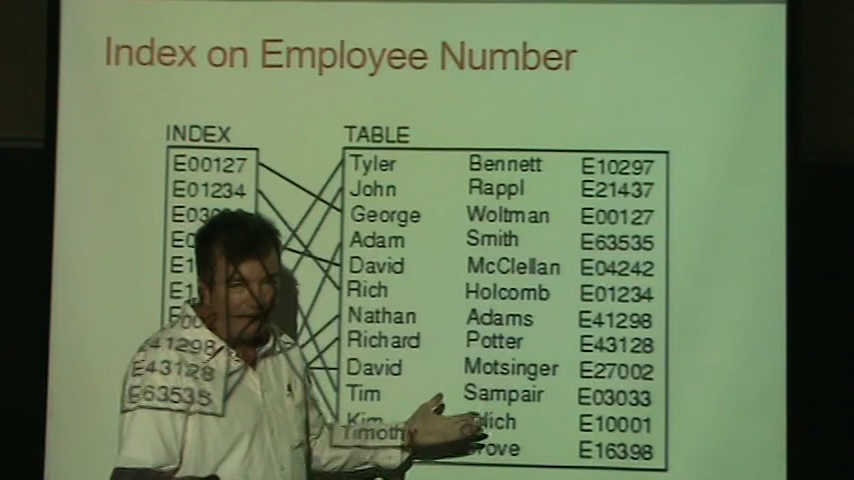 Index on Employee Number
INDEX TABLE
E00127 Tyler Bennett E10297
E01234 John Rappl E21437
George Woltman E00127
Adam Smith E63535
David McClellan E04242
Rich Holcomb E01234
Nathan Adams E41298
E41298 Richard Potter E43128
E43128 David Motsinger E27002
E63535 Tim Sampair E03033
Kim E10001
Timothy E16398